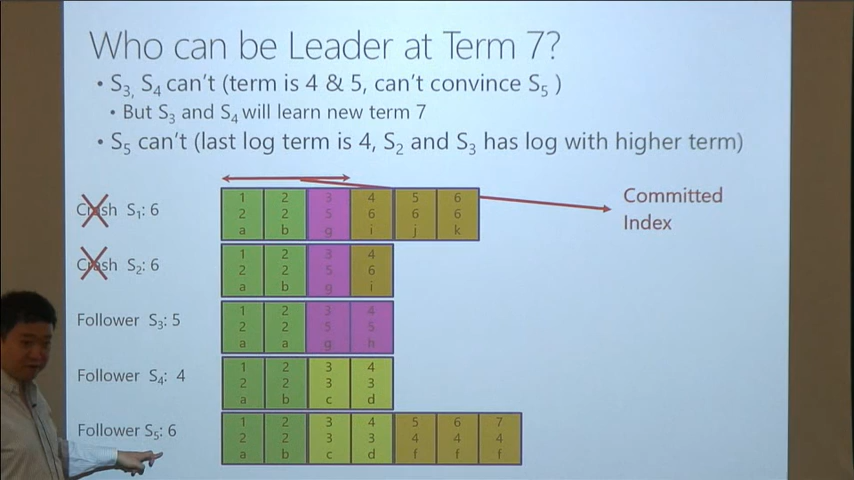 Who can be Leader at Term 7?
• S3, S4 can't (term is 4 & 5, can't convince S5 )
• But S3 and S4 will learn new term 7
• S5 can't (last log term is 4, S2 and S3 has log with higher term)
Committed
Index
Crash S1: 6
1 2 3 4 5 6
2 2 5 6 6 6
a b g i j k
Crash S2: 6
1 2 3 4
2 2 5 6
a b g i
Follower S3: 5
1 2 3 4
2 2 5 5
a a g h
Follower S4: 4
1 2 3 4
2 2 3 3
a b c d
Follower S5: 6
1 2 3 4 5 6 7
2 2 3 3 4 4 4
a b c d f f f